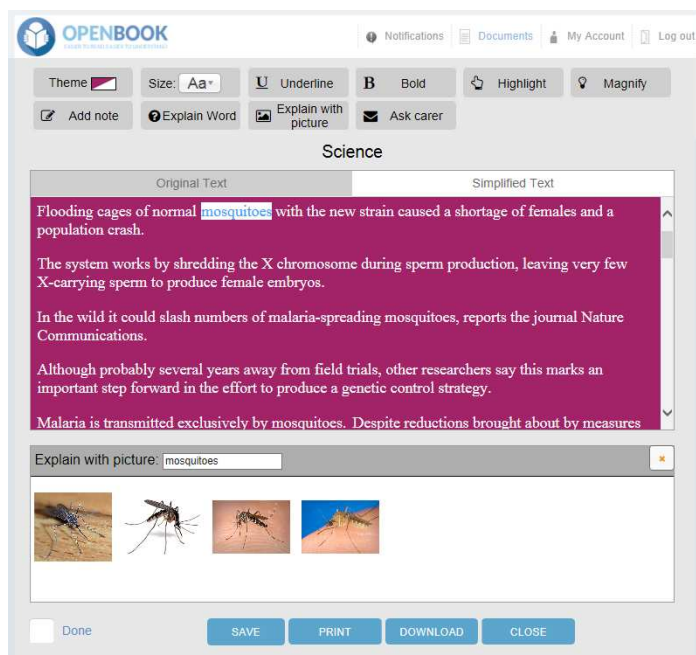 OPENBOOK
Notifications
Documents
My Account
Log out
Theme
Size: Aa
U Underline
B Bold
Highlight
Magnify
Add note
Explain Word
Explain with
picture
Ask carer
Science
Original Text
Simplified Text
Flooding cages of normal mosquitoes with the new strain caused a shortage of females and a
population crash.
The system works by shredding the X chromosome during sperm production, leaving very few
X-carrying sperm to produce female embryos.
In the wild it could slash numbers of malaria-spreading mosquitoes, reports the journal Nature
Communications.
Although probably several years away from field trials, other researchers say this marks an
important step forward in the effort to produce a genetic control strategy.
Malaria is transmitted exclusively by mosquitoes. Despite reductions brought about by measures
Explain with picture: mosquitoes
Done
SAVE
PRINT
DOWNLOAD
CLOSE